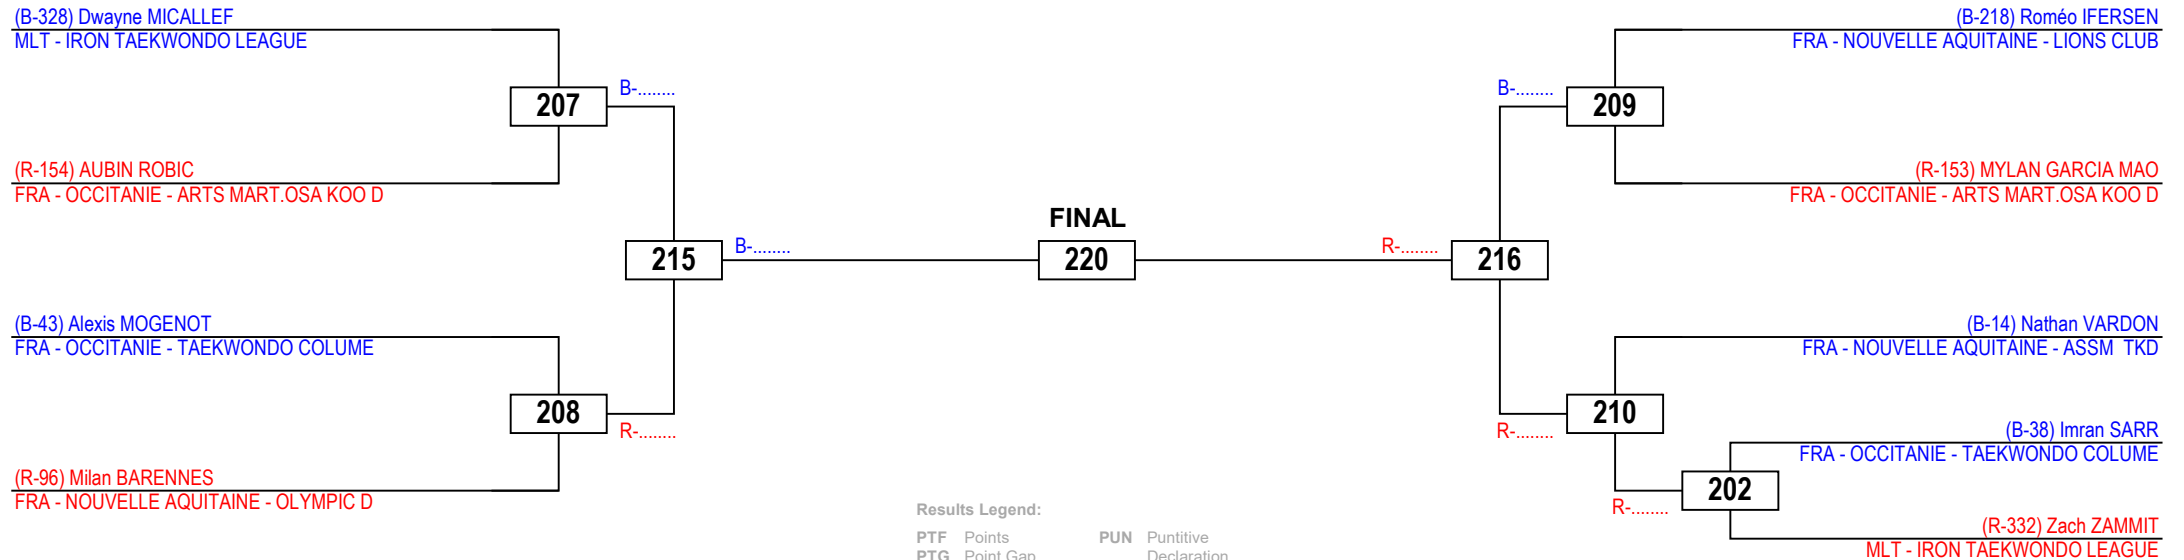 (B-328) Dwayne MICALLEF
MLT - IRON TAEKWONDO LEAGUE
207
B-........
(R-154) AUBIN ROBIC
FRA - OCCITANIE - ARTS MART.OSA KOO D
215
B-........
(B-43) Alexis MOGENOT
FRA - OCCITANIE - TAEKWONDO COLUME
208
R-........
(R-96) Milan BARENNES
FRA - NOUVELLE AQUITAINE - OLYMPIC D
FINAL
220
(B-218) Roméo IFERSEN
FRA - NOUVELLE AQUITAINE - LIONS CLUB
B-........
209
(R-153) MYLAN GARCIA MAO
FRA - OCCITANIE - ARTS MART.OSA KOO D
R-........
216
(B-14) Nathan VARDON
FRA - NOUVELLE AQUITAINE - ASSM TKD
R-........
210
(B-38) Imran SARR
FRA - OCCITANIE - TAEKWONDO COLUME
R-........
202
(R-332) Zach ZAMMIT
MLT - IRON TAEKWONDO LEAGUE
Results Legend:
PTF Points
PTG Point Gap
PUN Puntitive
Declaration